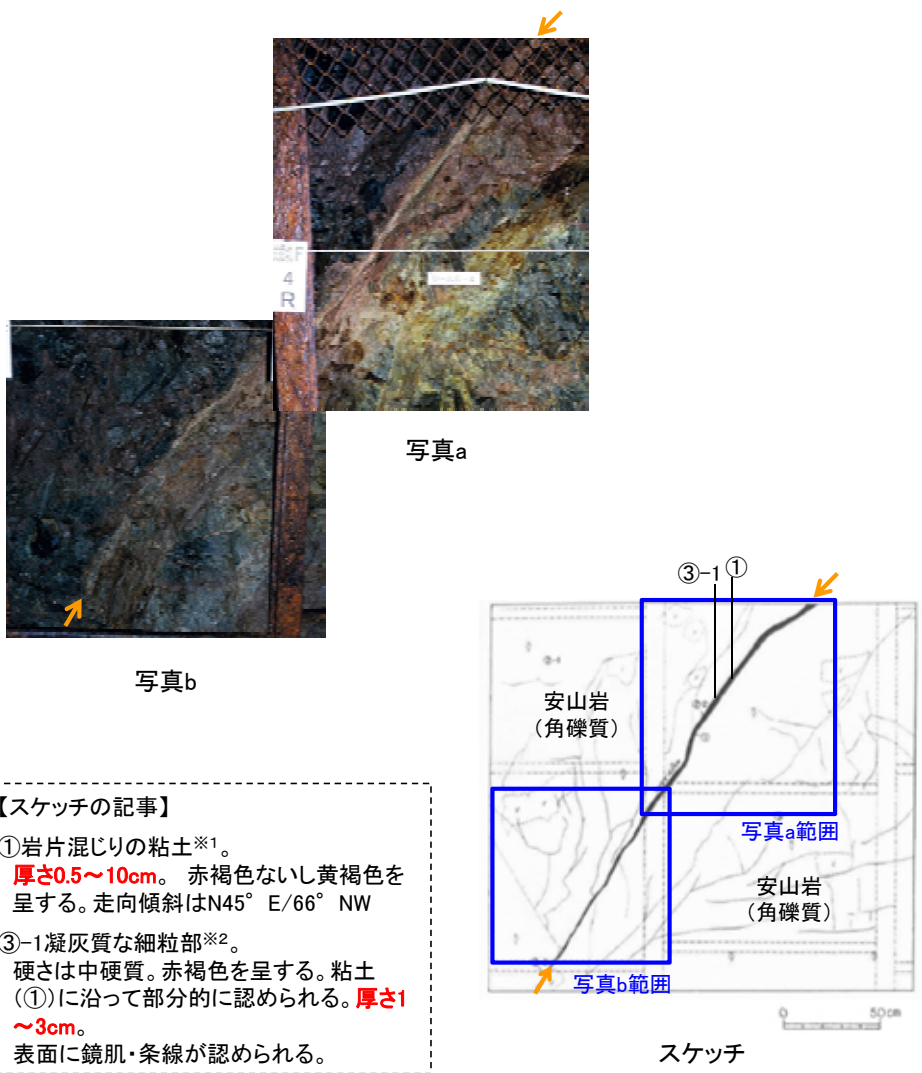 4
R
写真a
写真b
③-1
①
安山岩
（角礫質）
写真a範囲
安山岩
（角礫質）
写真b範囲
0
50cm
スケッチ
【スケッチの記事】
①岩片混じりの粘土※1。
厚さ0.5～10cm。 赤褐色ないし黄褐色を
呈する。走向傾斜はN45°E/66°NW
③-1凝灰質な細粒部※2。
硬さは中硬質。赤褐色を呈する。粘土
(①)に沿って部分的に認められる。厚さ1
～3cm。
表面に鏡肌・条線が認められる。